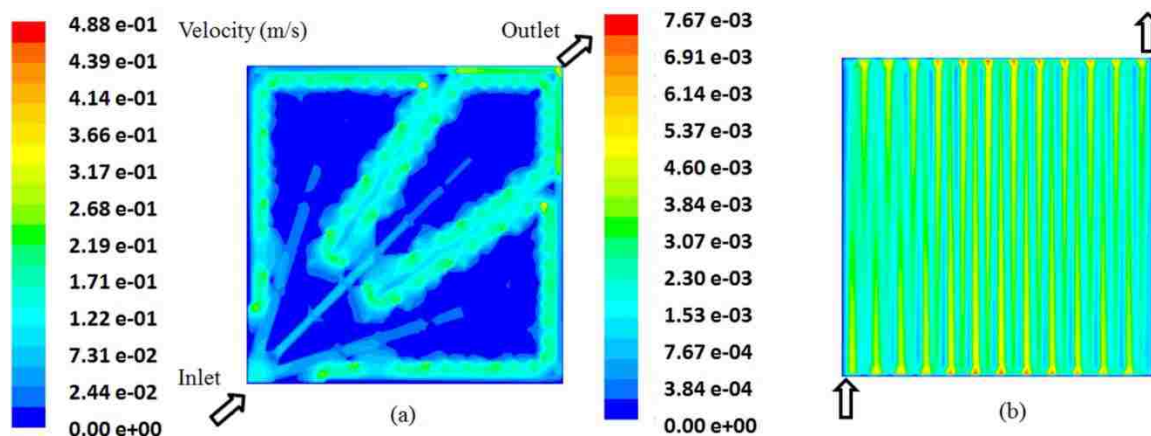 4.88 e-01
4.39 e-01
4.14 e-01
3.66 e-01
3.17 e-01
2.68 e-01
2.19 e-01
1.71 e-01
1.22 e-01
7.31 e-02
2.44 e-02
0.00 e+00
Velocity (m/s)
Outlet
Inlet
(a)
7.67 e-03
6.91 e-03
6.14 e-03
5.37 e-03
4.60 e-03
3.84 e-03
3.07 e-03
2.30 e-03
1.53 e-03
7.67 e-04
3.84 e-04
0.00 e+00
(b)